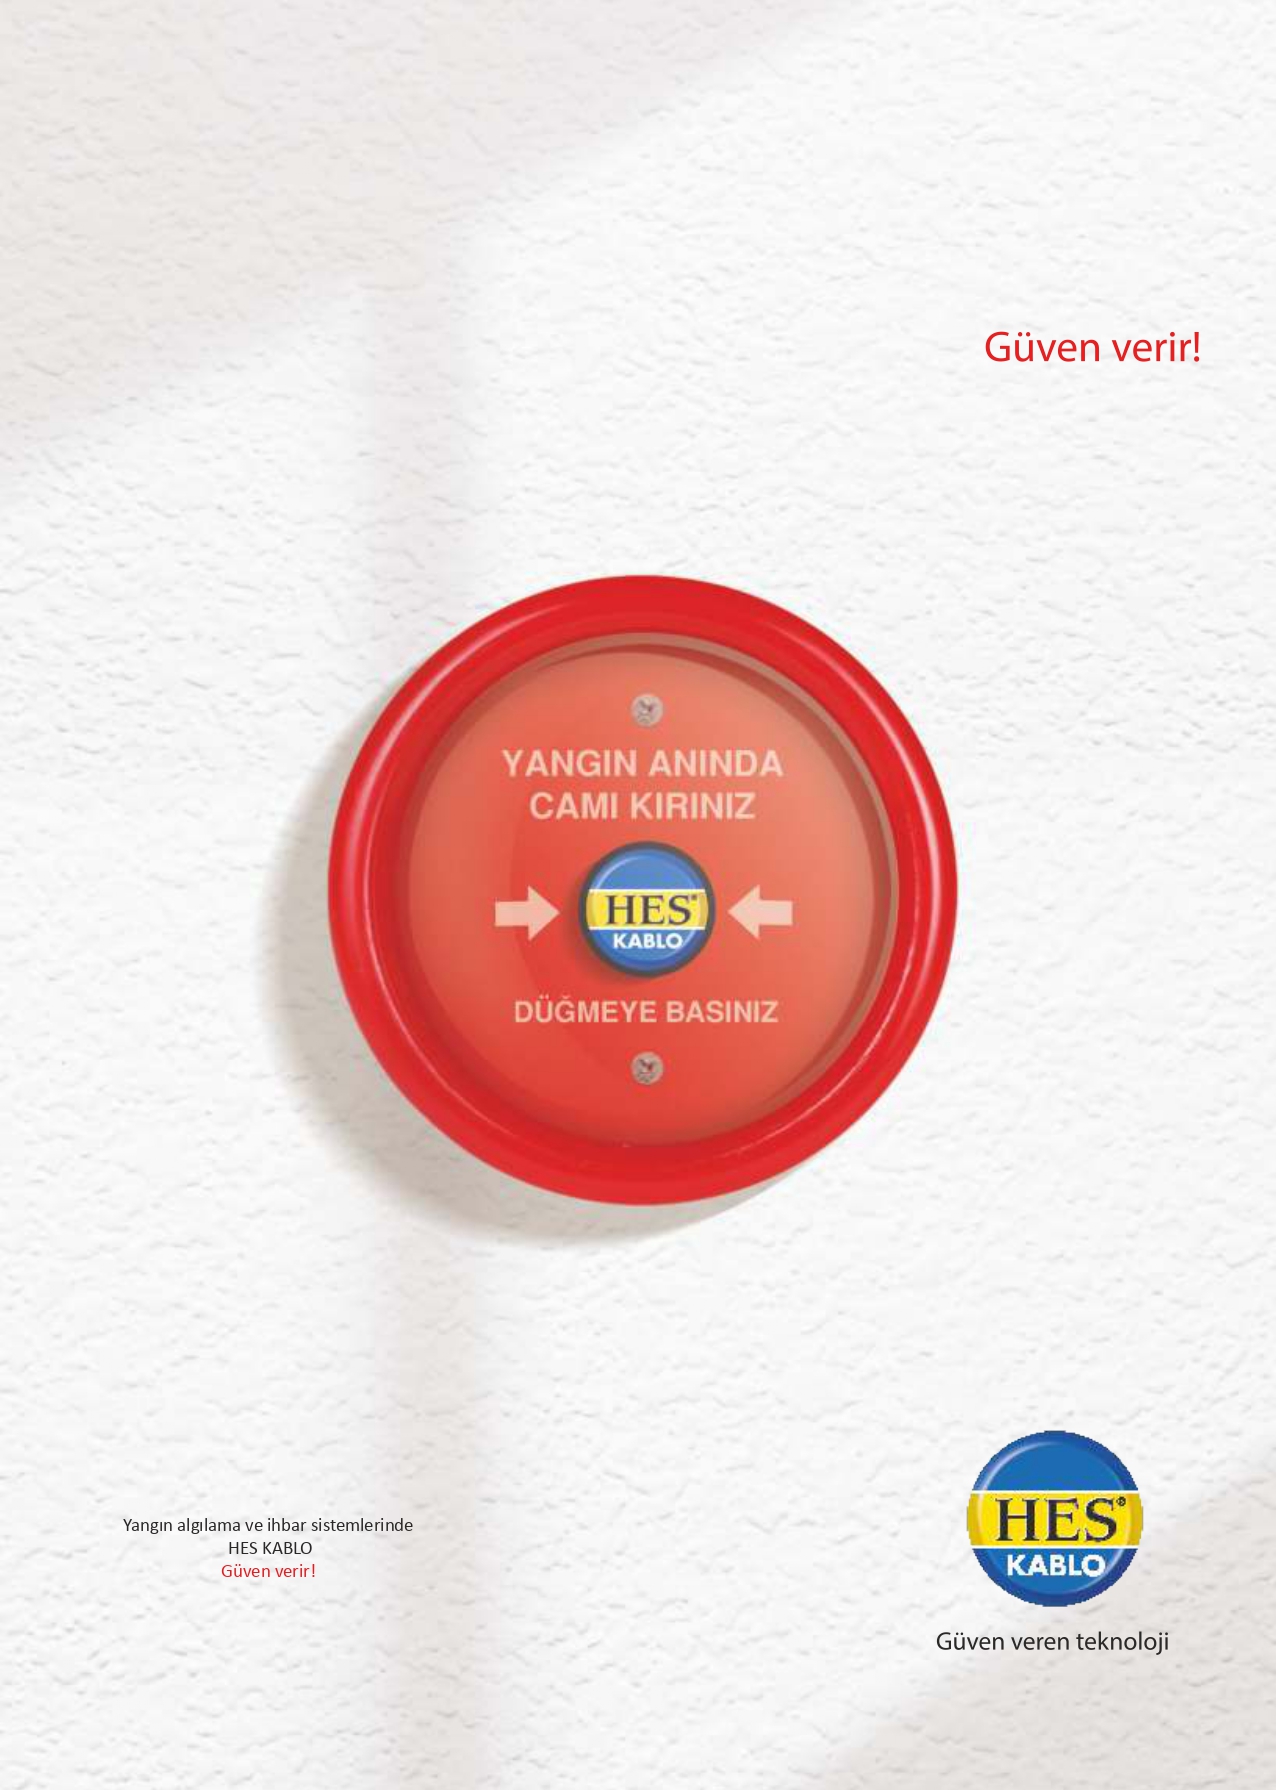 Güven verir!
YANGIN ANINDA
CAMI KIRINIZ
HES®
KABLO
DÜĞMEYE BASINIZ
Yangın algılama ve ihbar sistemlerinde
HES KABLO
Güven verir!
HES®
KABLO
Güven veren teknoloji